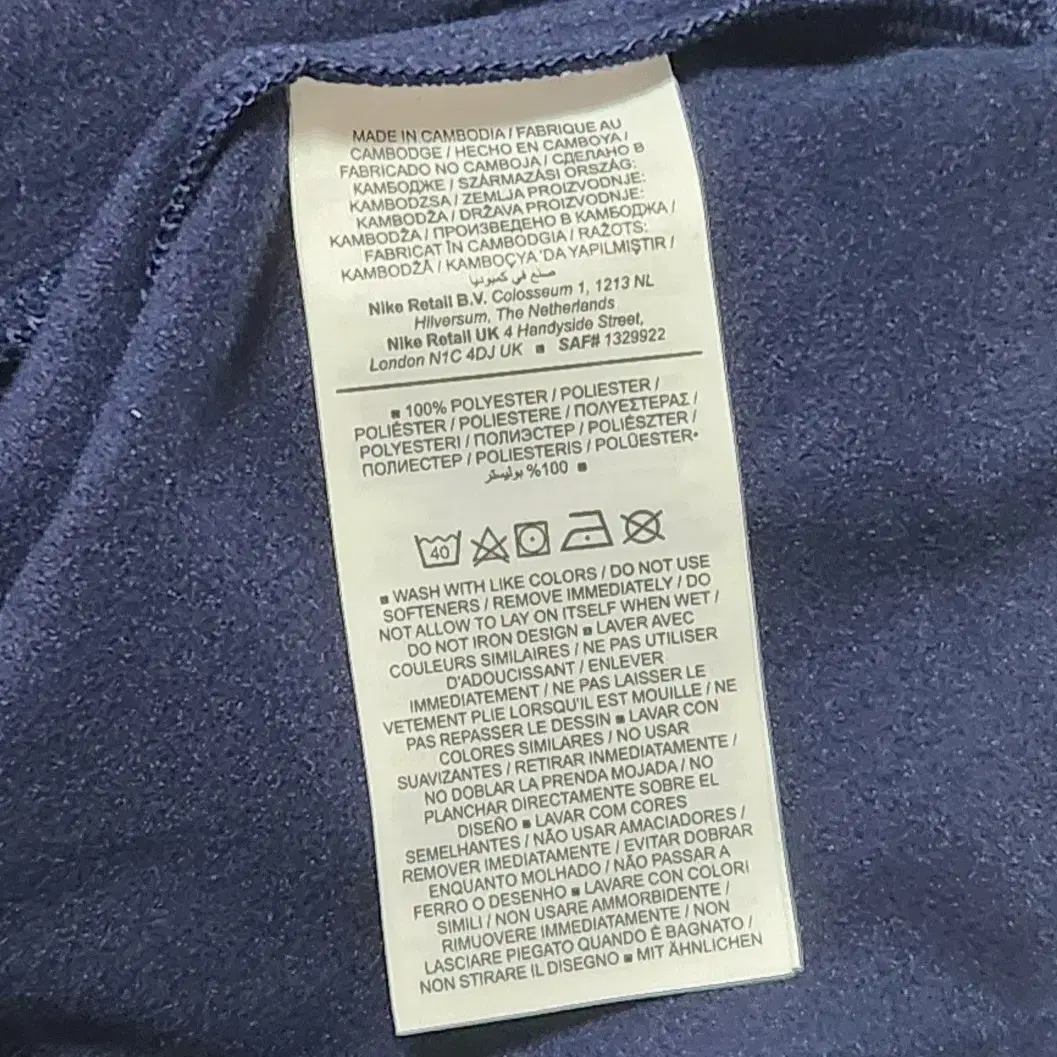 MADE IN CAMBODIA / FABRIQUE AU
CAMBODGE / HECHO EN CAMBOYA /
FABRICADO NO CAMBOJA / СДЕЛАНО В
КАМБОДЖЕ / SZÁRMAZÁSI ORSZÁG:
KAMBODZSA / ZEMLJA PROIZVODNJE:
KAMBODŽA / DRŽAVA PROIZVODNJE:
KAMBODŽA / ПРОИЗВЕДЕНО В КАМБОДЖА /
FABRICAT ÎN CAMBODGIA / RAŽOTS:
KAMBODŽĀ / KAMBOÇYA'DA YAPILMIŞTIR /
صنع في كمبوديا
Nike Retail B.V. Colosseum 1, 1213 NL
Hilversum, The Netherlands
Nike Retail UK 4 Handyside Street,
London N1C 4DJ UK ■ SAF# 1329922
■ 100% POLYESTER / POLIESTER /
POLIÉSTER / POLIESTERE / ΠΟΛΥΕΣΤΕΡΑΣ /
POLYESTERI / ПОЛИЭСТЕР / POLIÉSZTER /
ПОЛИЕСТЕР / POLIESTERIS / POLÜESTER•
100% بوليستر ■
40
■ WASH WITH LIKE COLORS / DO NOT USE
SOFTENERS / REMOVE IMMEDIATELY / DO
NOT ALLOW TO LAY ON ITSELF WHEN WET /
DO NOT IRON DESIGN ■ LAVER AVEC
COULEURS SIMILAIRES / NE PAS UTILISER
D'ADOUCISSANT / ENLEVER
IMMEDIATEMENT / NE PAS LAISSER LE
VETEMENT PLIE LORSQU'IL EST MOUILLE / NE
PAS REPASSER LE DESSIN ■ LAVAR CON
COLORES SIMILARES / NO USAR
SUAVIZANTES / RETIRAR INMEDIATAMENTE /
NO DOBLAR LA PRENDA MOJADA / NO
PLANCHAR DIRECTAMENTE SOBRE EL
DISEÑO ■ LAVAR COM CORES
SEMELHANTES / NÃO USAR AMACIADORES /
REMOVER IMEDIATAMENTE / EVITAR DOBRAR
ENQUANTO MOLHADO / NÃO PASSAR A
FERRO O DESENHO ■ LAVARE CON COLORI
SIMILI / NON USARE AMMORBIDENTE /
RIMUOVERE IMMEDIATAMENTE / NON
LASCIARE PIEGATO QUANDO È BAGNATO /
NON STIRARE IL DISEGNO ■ MIT ÄHNLICHEN